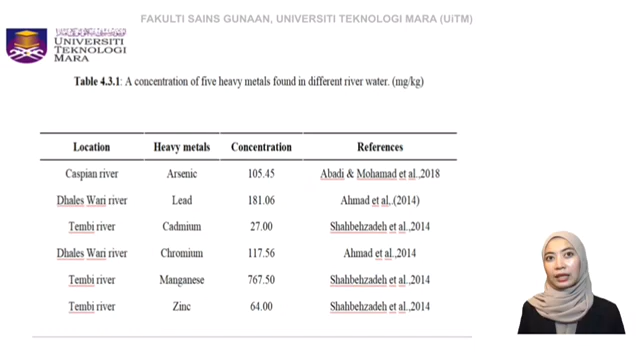 FAKULTI SAINS GUNAAN, UNIVERSITI TEKNOLOGI MARA (UiTM)
UNIVERSITI
TEKNOLOGI
MARA
Table 4.3.1: A concentration of five heavy metals found in different river water. (mg/kg)
Location Heavy metals Concentration References
Caspian river Arsenic 105.45 Abadi & Mohamad et al.,2018
Dhales Wari river Lead 181.06 Ahmad et al.,(2014)
Tembi river Cadmium 27.00 Shahbehzadeh et al.,2014
Dhales Wari river Chromium 117.56 Ahmad et al.,2014
Tembi river Manganese 767.50 Shahbehzadeh et al.,2014
Tembi river Zinc 64.00 Shahbehzadeh et al.,2014